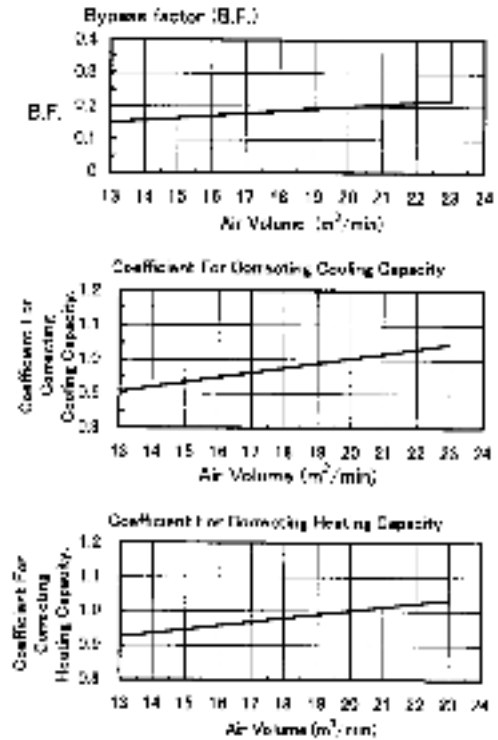 Bypass factor (B.F.)
0.4
0.3
0.2
0.1
0
B.F.
13 14 15 16 17 18 19 20 21 22 23 24
Air Volume (m³/min)
Coefficient For Correcting Cooling Capacity
1.2
1.1
1.0
0.9
0.8
Coefficient For
Correcting
Cooling Capacity.
13 14 15 16 17 18 19 20 21 22 23 24
Air Volume (m³/min)
Coefficient For Correcting Heating Capacity
1.2
1.1
1.0
0.9
0.8
Coefficient For
Correcting
Heating Capacity.
13 14 15 16 17 18 19 20 21 22 23 24
Air Volume (m³/min)